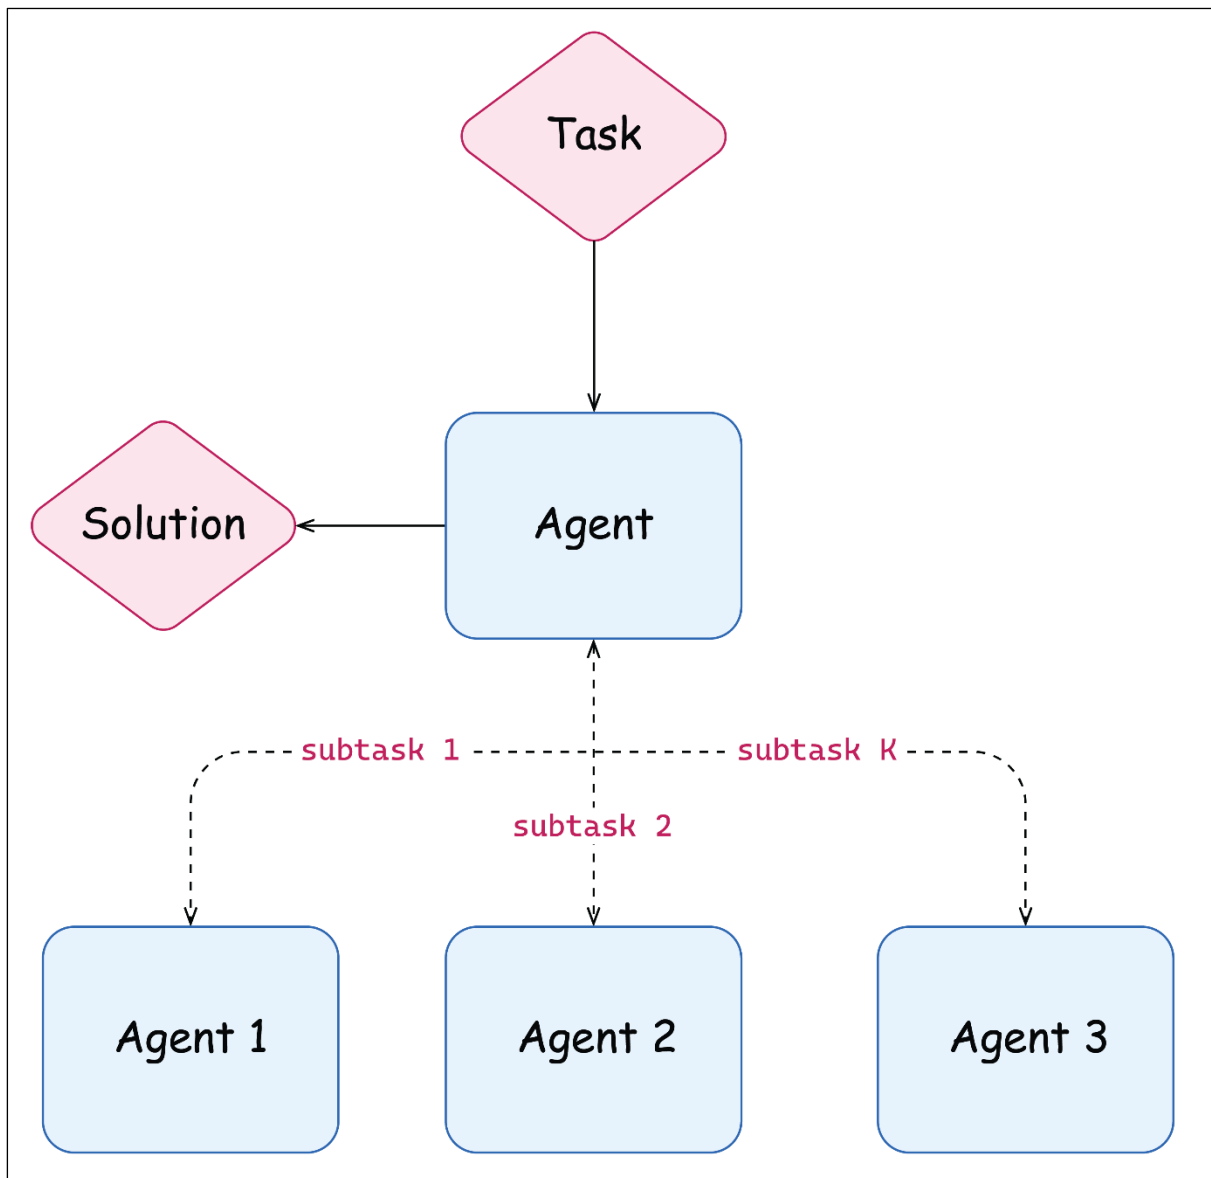 Task
Solution
Agent
subtask 1
subtask K
subtask 2
Agent 1
Agent 2
Agent 3